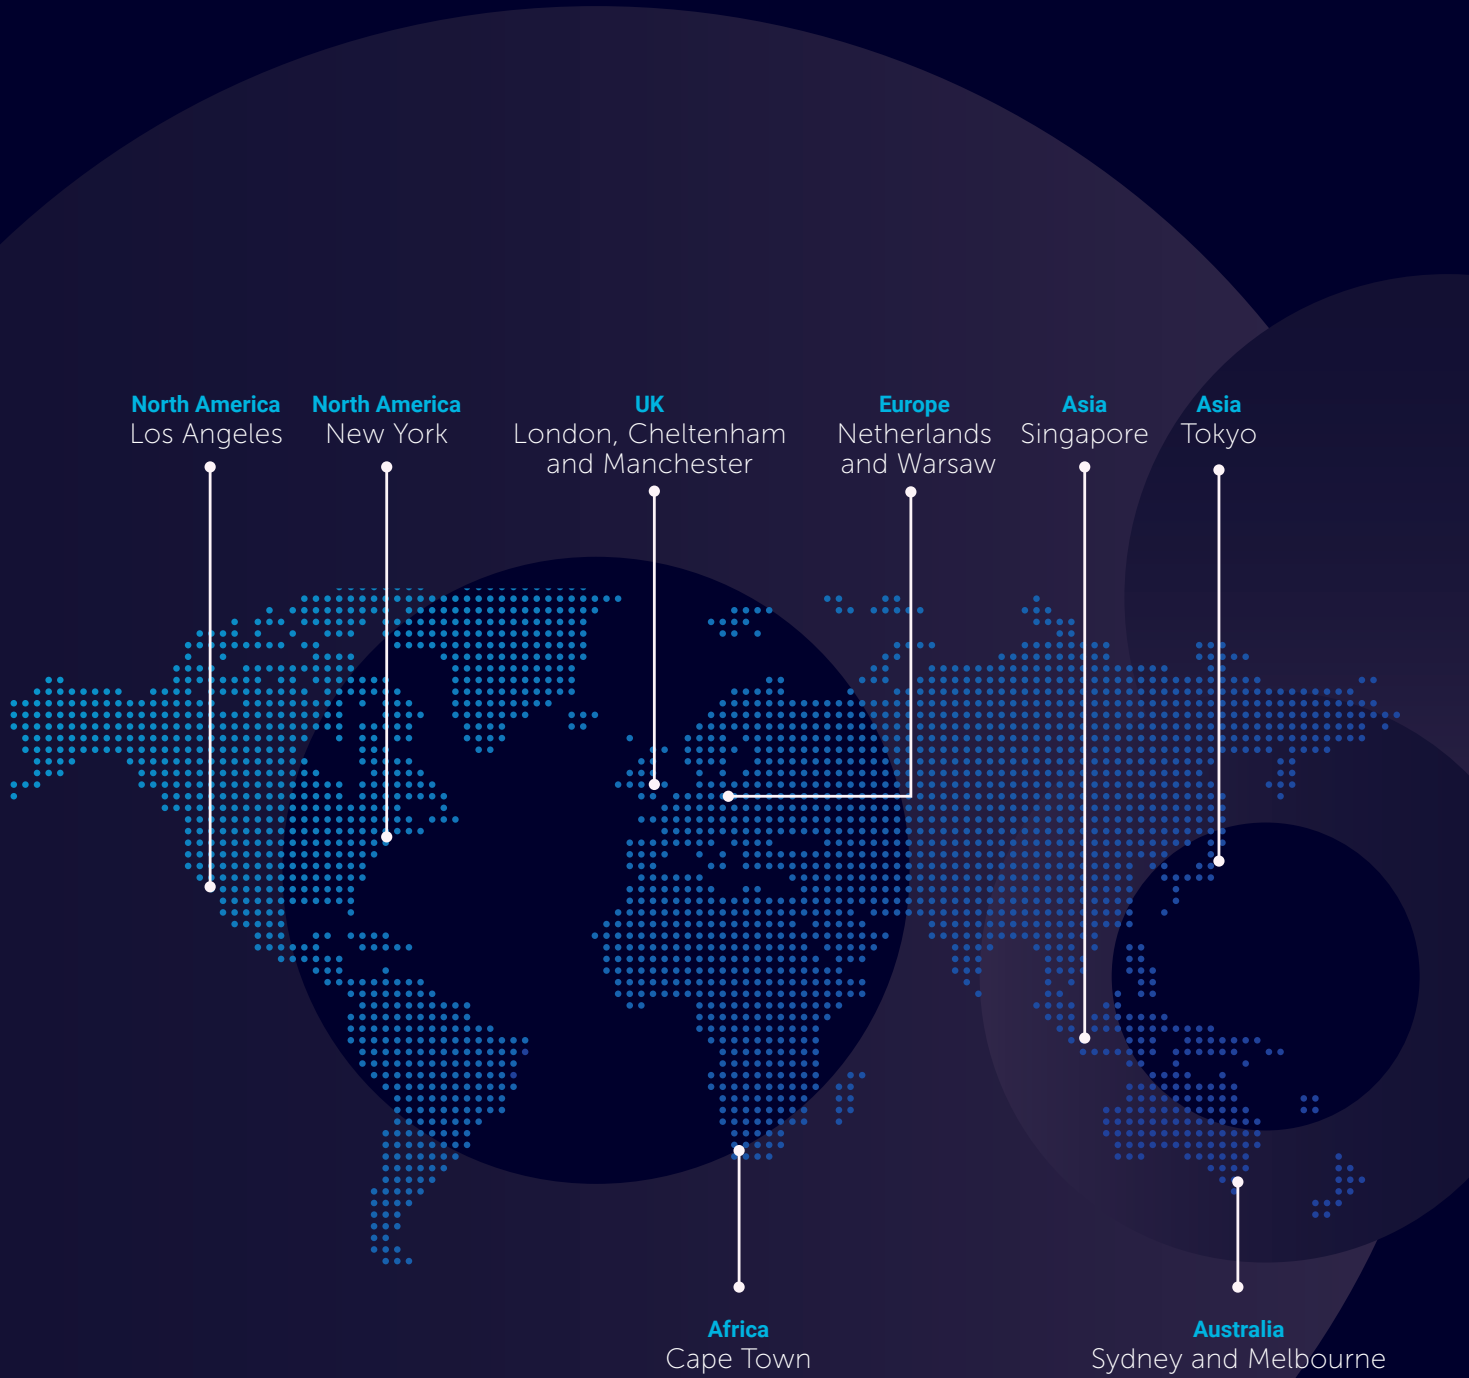 North America
Los Angeles
North America
New York
UK
London, Cheltenham
and Manchester
Europe
Netherlands
and Warsaw
Asia
Singapore
Asia
Tokyo
Africa
Cape Town
Australia
Sydney and Melbourne